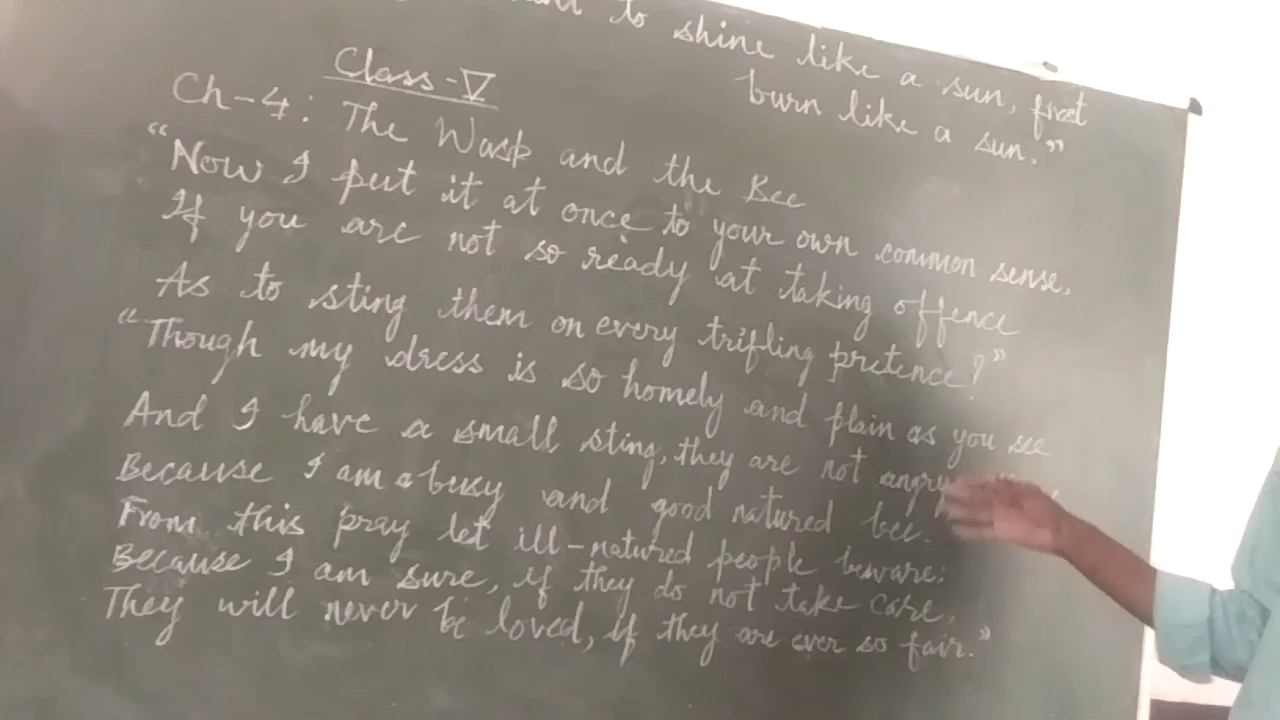 to shine like a sun, first
burn like a sun."
Class-V
Ch-4: The Wasp and the Bee
"Now I put it at once to your own common sense,
If you are not so ready at taking offence
As to sting them on every trifling pretence?"
"Though my dress is so homely and plain as you see
And I have a small sting, they are not angry
Because I am a busy and good natured bee.
From this pray let ill-natured people beware:
Because I am sure, if they do not take care,
They will never be loved, if they are ever so fair."